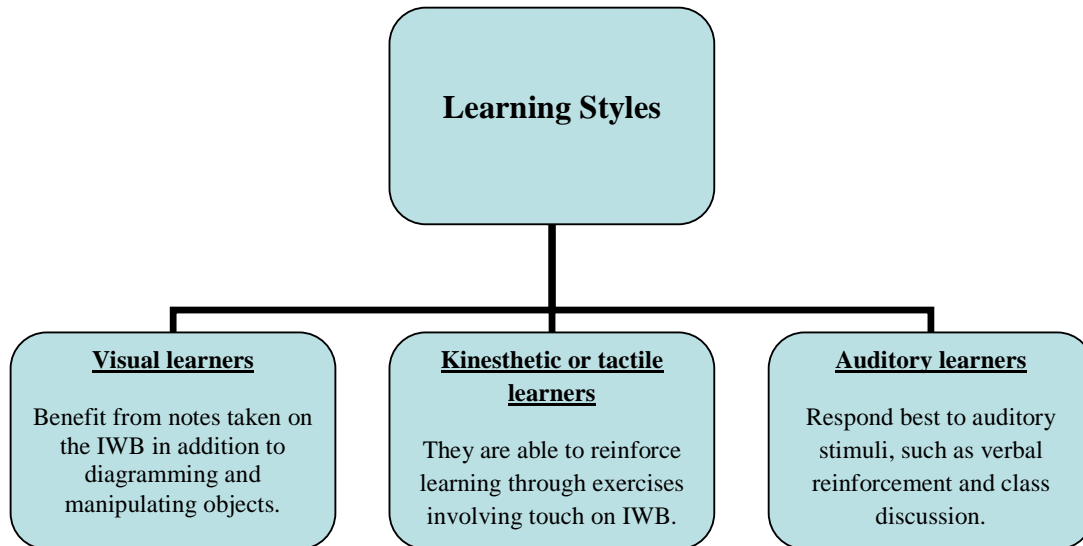 Learning Styles
Visual learners
Benefit from notes taken on
the IWB in addition to
diagramming and
manipulating objects.
Kinesthetic or tactile
learners
They are able to reinforce
learning through exercises
involving touch on IWB.
Auditory learners
Respond best to auditory
stimuli, such as verbal
reinforcement and class
discussion.